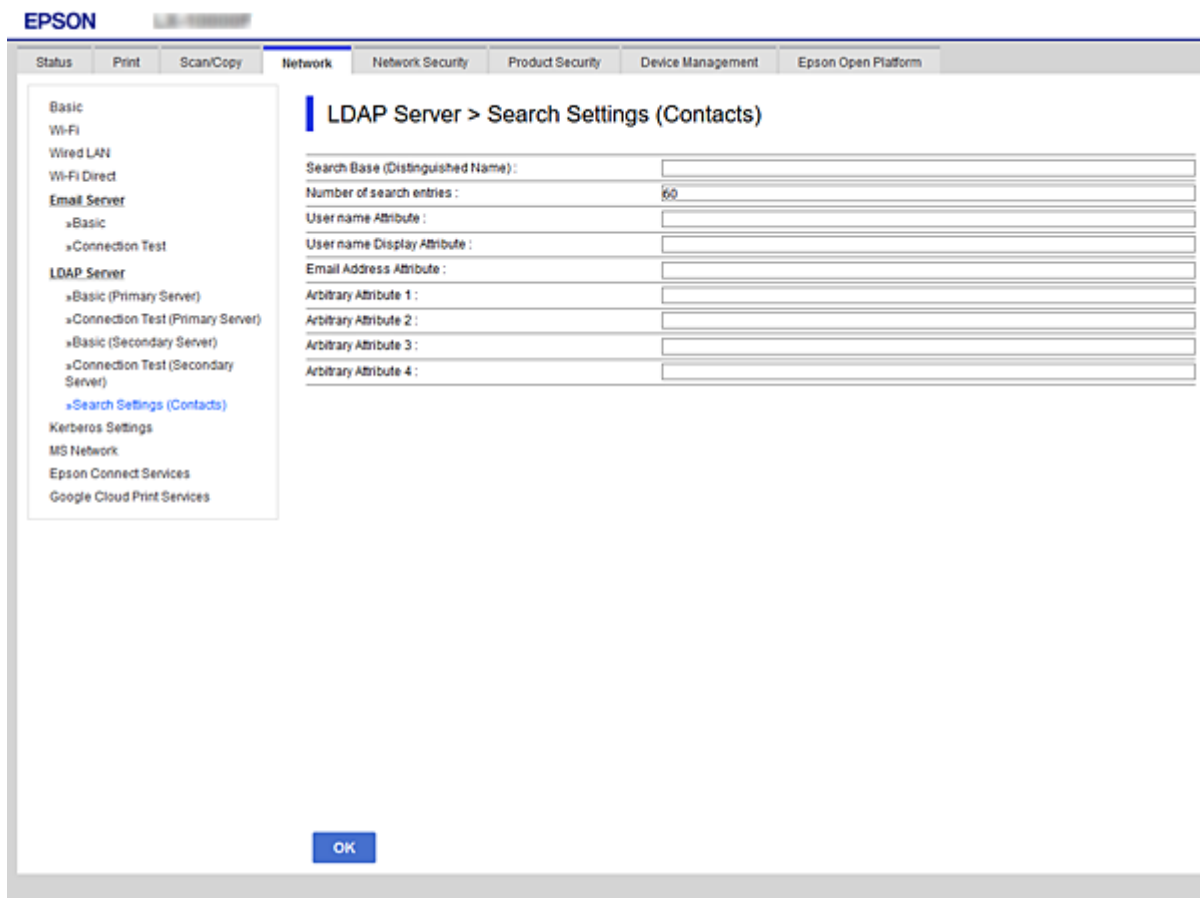 EPSON
Status Print Scan/Copy Network Network Security Product Security Device Management Epson Open Platform
Basic
Wi-Fi
Wired LAN
Wi-Fi Direct
Email Server
»Basic
»Connection Test
LDAP Server
»Basic (Primary Server)
»Connection Test (Primary Server)
»Basic (Secondary Server)
»Connection Test (Secondary
Server)
»Search Settings (Contacts)
Kerberos Settings
MS Network
Epson Connect Services
Google Cloud Print Services
LDAP Server > Search Settings (Contacts)
Search Base (Distinguished Name) :
Number of search entries : 60
User name Attribute :
User name Display Attribute :
Email Address Attribute :
Arbitrary Attribute 1 :
Arbitrary Attribute 2 :
Arbitrary Attribute 3 :
Arbitrary Attribute 4 :
OK